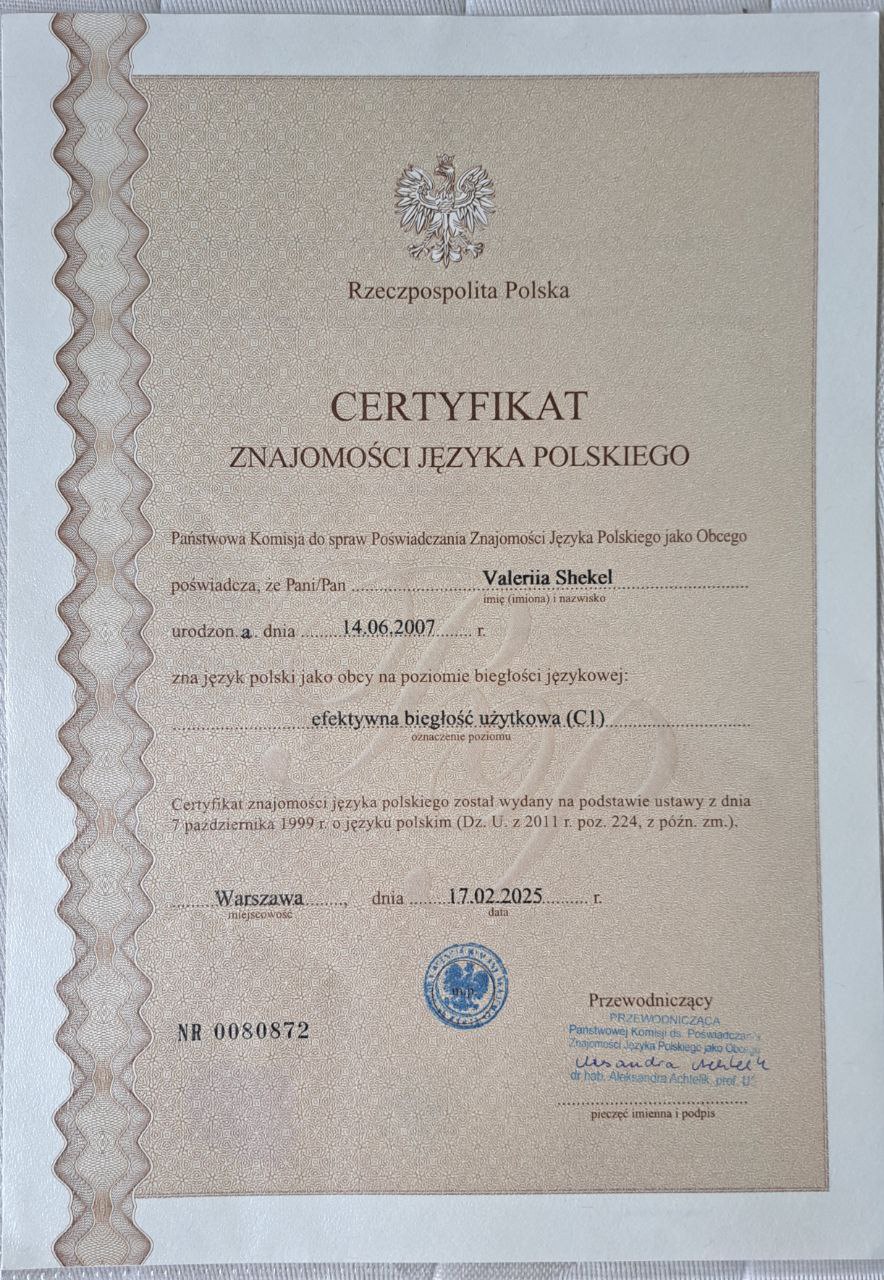 Rzeczpospolita Polska
CERTYFIKAT
ZNAJOMOŚCI JĘZYKA POLSKIEGO
Państwowa Komisja do spraw Poświadczania Znajomości Języka Polskiego jako Obcego
poświadcza, że Pani/Pan Valeriia Shekel
imię (imiona) i nazwisko
urodzon a dnia 14.06.2007 r.
zna język polski jako obcy na poziomie biegłości językowej:
efektywna biegłość użytkowa (C1)
oznaczenie poziomu
Certyfikat znajomości języka polskiego został wydany na podstawie ustawy z dnia
7 października 1999 r. o języku polskim (Dz. U. z 2011 r. poz. 224, z późn. zm.).
Warszawa, dnia 17.02.2025 r.
miejscowość data
m.p.
NR 0080872
Przewodniczący
PRZEWODNICZĄCA
Państwowej Komisji ds. Poświadczania
Znajomości Języka Polskiego jako Obcego
dr hab. Aleksandra Achtelik, prof.
pieczęć imienna i podpis